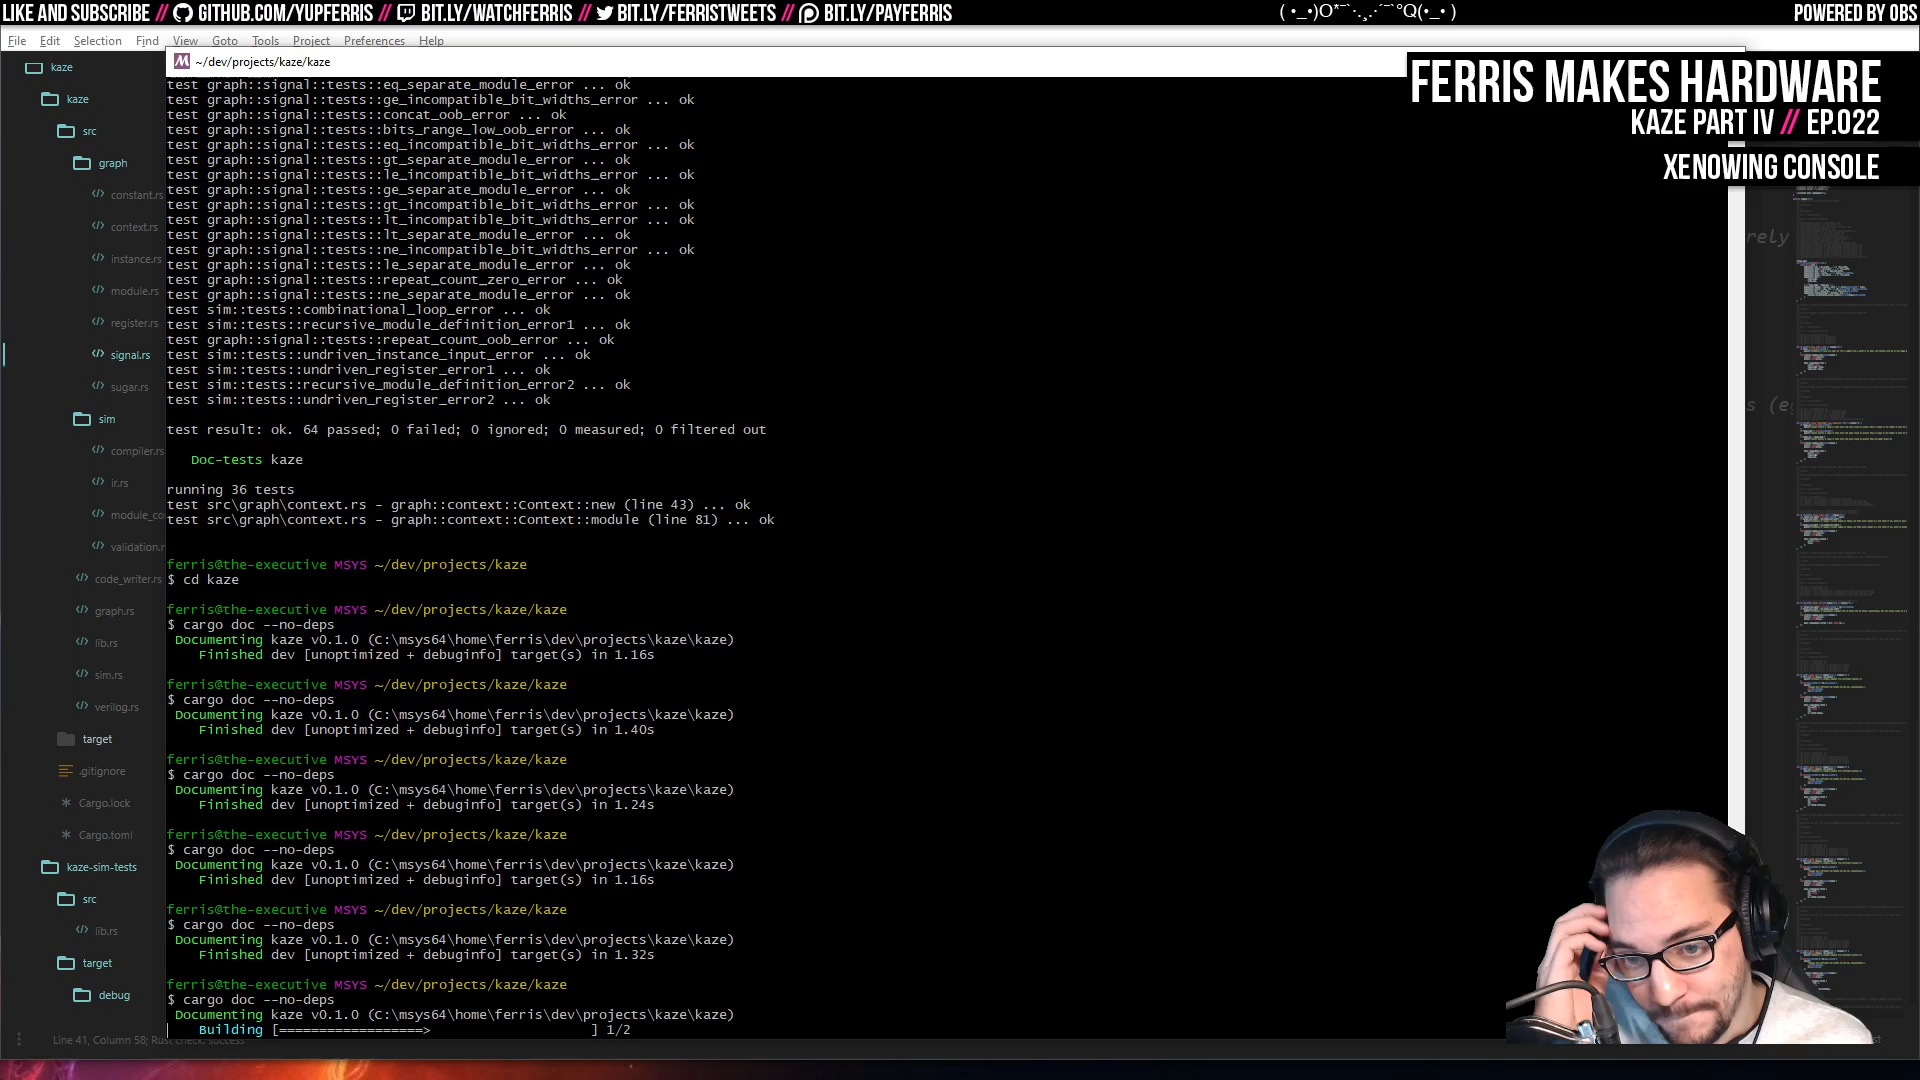 LIKE AND SUBSCRIBE // GITHUB.COM/YUPFERRIS // BIT.LY/WATCHFERRIS // BIT.LY/FERRISTWEETS // BIT.LY/PAYFERRIS
( •_•)O*¯`·.¸.·´¯`°Q(•_• )
POWERED BY OBS
File Edit Selection Find View Goto Tools Project Preferences Help
~/dev/projects/kaze/kaze
FERRIS MAKES HARDWARE
KAZE PART IV // EP.022
XENOWING CONSOLE
kaze
kaze
src
graph
constant.rs
context.rs
instance.rs
module.rs
register.rs
signal.rs
sugar.rs
sim
compiler.rs
ir.rs
module_co
validation.r
code_writer.rs
graph.rs
lib.rs
sim.rs
verilog.rs
target
.gitignore
Cargo.lock
Cargo.toml
kaze-sim-tests
src
lib.rs
target
debug
test graph::signal::tests::eq_separate_module_error ... ok
test graph::signal::tests::ge_incompatible_bit_widths_error ... ok
test graph::signal::tests::concat_oob_error ... ok
test graph::signal::tests::bits_range_low_oob_error ... ok
test graph::signal::tests::eq_incompatible_bit_widths_error ... ok
test graph::signal::tests::gt_separate_module_error ... ok
test graph::signal::tests::le_incompatible_bit_widths_error ... ok
test graph::signal::tests::ge_separate_module_error ... ok
test graph::signal::tests::gt_incompatible_bit_widths_error ... ok
test graph::signal::tests::lt_incompatible_bit_widths_error ... ok
test graph::signal::tests::lt_separate_module_error ... ok
test graph::signal::tests::ne_incompatible_bit_widths_error ... ok
test graph::signal::tests::le_separate_module_error ... ok
test graph::signal::tests::repeat_count_zero_error ... ok
test graph::signal::tests::ne_separate_module_error ... ok
test sim::tests::combinational_loop_error ... ok
test sim::tests::recursive_module_definition_error1 ... ok
test graph::signal::tests::repeat_count_oob_error ... ok
test sim::tests::undriven_instance_input_error ... ok
test sim::tests::undriven_register_error1 ... ok
test sim::tests::recursive_module_definition_error2 ... ok
test sim::tests::undriven_register_error2 ... ok
test result: ok. 64 passed; 0 failed; 0 ignored; 0 measured; 0 filtered out
Doc-tests kaze
running 36 tests
test src\graph\context.rs - graph::context::Context::new (line 43) ... ok
test src\graph\context.rs - graph::context::Context::module (line 81) ... ok
ferris@the-executive MSYS ~/dev/projects/kaze
$ cd kaze
ferris@the-executive MSYS ~/dev/projects/kaze/kaze
$ cargo doc --no-deps
Documenting kaze v0.1.0 (C:\msys64\home\ferris\dev\projects\kaze\kaze)
Finished dev [unoptimized + debuginfo] target(s) in 1.16s
ferris@the-executive MSYS ~/dev/projects/kaze/kaze
$ cargo doc --no-deps
Documenting kaze v0.1.0 (C:\msys64\home\ferris\dev\projects\kaze\kaze)
Finished dev [unoptimized + debuginfo] target(s) in 1.40s
ferris@the-executive MSYS ~/dev/projects/kaze/kaze
$ cargo doc --no-deps
Documenting kaze v0.1.0 (C:\msys64\home\ferris\dev\projects\kaze\kaze)
Finished dev [unoptimized + debuginfo] target(s) in 1.24s
ferris@the-executive MSYS ~/dev/projects/kaze/kaze
$ cargo doc --no-deps
Documenting kaze v0.1.0 (C:\msys64\home\ferris\dev\projects\kaze\kaze)
Finished dev [unoptimized + debuginfo] target(s) in 1.16s
ferris@the-executive MSYS ~/dev/projects/kaze/kaze
$ cargo doc --no-deps
Documenting kaze v0.1.0 (C:\msys64\home\ferris\dev\projects\kaze\kaze)
Finished dev [unoptimized + debuginfo] target(s) in 1.32s
ferris@the-executive MSYS ~/dev/projects/kaze/kaze
$ cargo doc --no-deps
Documenting kaze v0.1.0 (C:\msys64\home\ferris\dev\projects\kaze\kaze)
Building [==================> ] 1/2
rely
s (e
Line 41, Column 58; Rust check: success